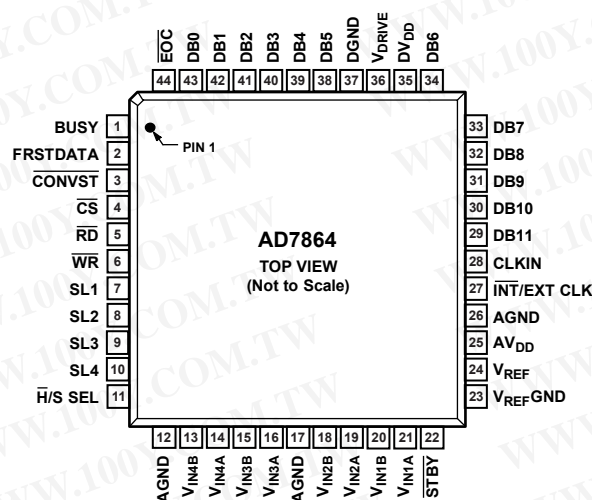 EOC
DB0
DB1
DB2
DB3
DB4
DB5
DGND
VDRIVE
DVDD
DB6
44 43 42 41 40 39 38 37 36 35 34
BUSY 1
FRSTDATA 2
CONVST 3
CS 4
RD 5
WR 6
SL1 7
SL2 8
SL3 9
SL4 10
H/S SEL 11
PIN 1
AD7864
TOP VIEW
(Not to Scale)
33 DB7
32 DB8
31 DB9
30 DB10
29 DB11
28 CLKIN
27 INT/EXT CLK
26 AGND
25 AVDD
24 VREF
23 VREFGND
12 13 14 15 16 17 18 19 20 21 22
AGND
VIN4B
VIN4A
VIN3B
VIN3A
AGND
VIN2B
VIN2A
VIN1B
VIN1A
STBY
WWW.100Y.COM.TW